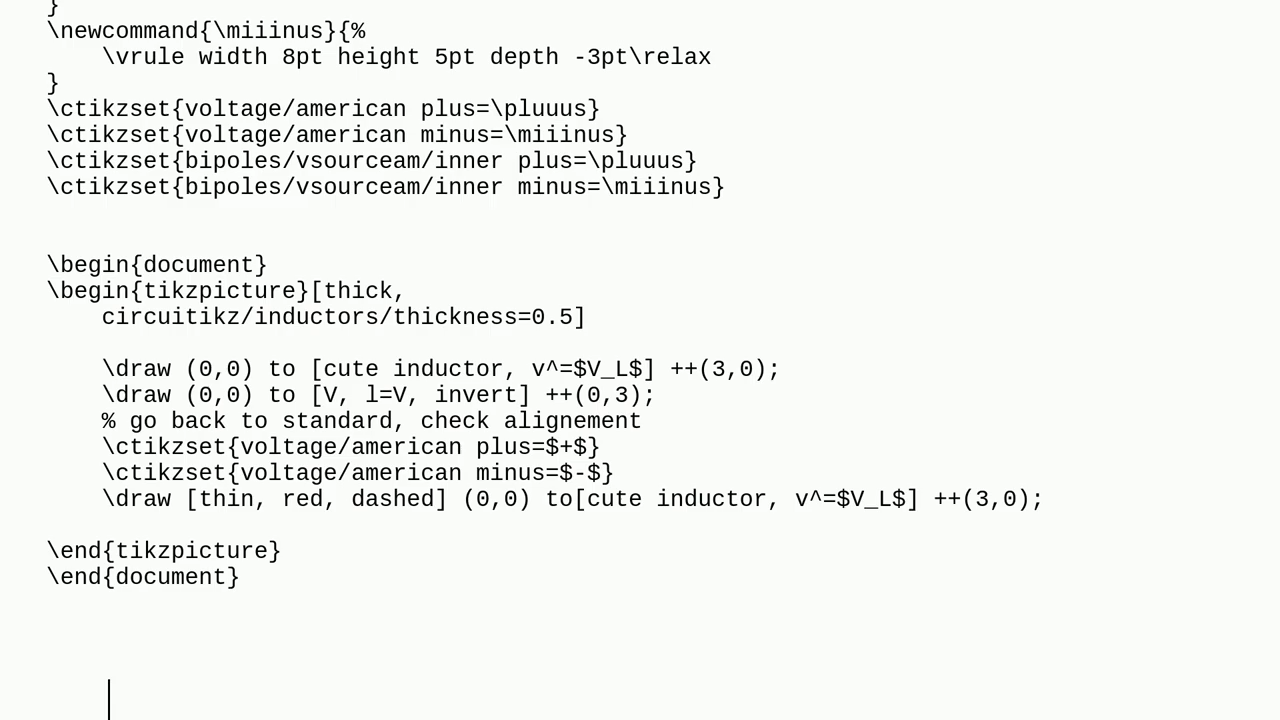 }
\newcommand{\miiinus}{%
    \vrule width 8pt height 5pt depth -3pt\relax
}
\ctikzset{voltage/american plus=\pluuus}
\ctikzset{voltage/american minus=\miiinus}
\ctikzset{bipoles/vsourceam/inner plus=\pluuus}
\ctikzset{bipoles/vsourceam/inner minus=\miiinus}
\begin{document}
\begin{tikzpicture}[thick,
    circuitikz/inductors/thickness=0.5]
    \draw (0,0) to [cute inductor, v^=$V_L$] ++(3,0);
    \draw (0,0) to [V, l=V, invert] ++(0,3);
    % go back to standard, check alignement
    \ctikzset{voltage/american plus=$+$}
    \ctikzset{voltage/american minus=$-$}
    \draw [thin, red, dashed] (0,0) to[cute inductor, v^=$V_L$] ++(3,0);
\end{tikzpicture}
\end{document}